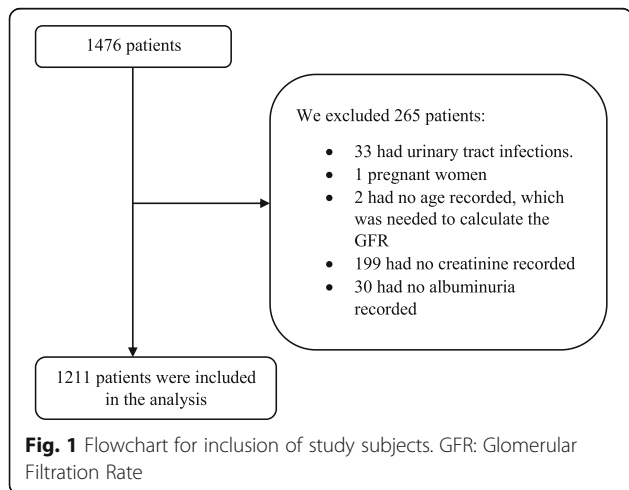 1476 patients
We excluded 265 patients:
• 33 had urinary tract infections.
• 1 pregnant women
• 2 had no age recorded, which
was needed to calculate the
GFR
• 199 had no creatinine recorded
• 30 had no albuminuria
recorded
1211 patients were included
in the analysis
Fig. 1 Flowchart for inclusion of study subjects. GFR: Glomerular
Filtration Rate